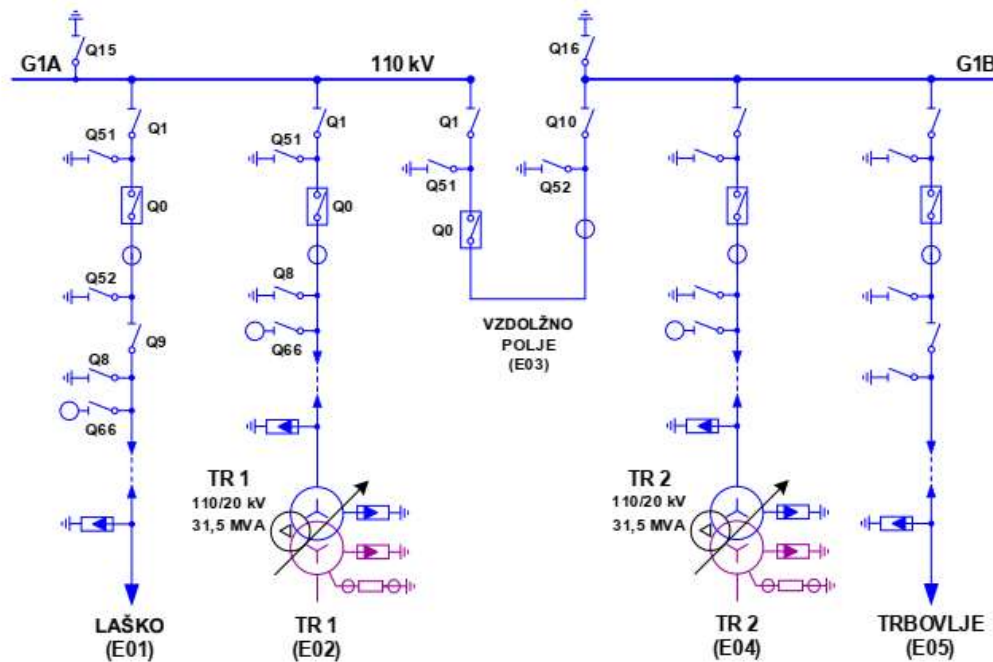 Q15
Q16
G1A
110 kV
G1B
Q1
Q1
Q1
Q10
Q51
Q51
Q51
Q52
Q0
Q0
Q0
Q52
Q8
Q66
Q9
Q8
Q66
VZDOLŽNO
POLJE
(E03)
TR 1
110/20 kV
31,5 MVA
TR 2
110/20 kV
31,5 MVA
LAŠKO
(E01)
TR 1
(E02)
TR 2
(E04)
TRBOVLJE
(E05)